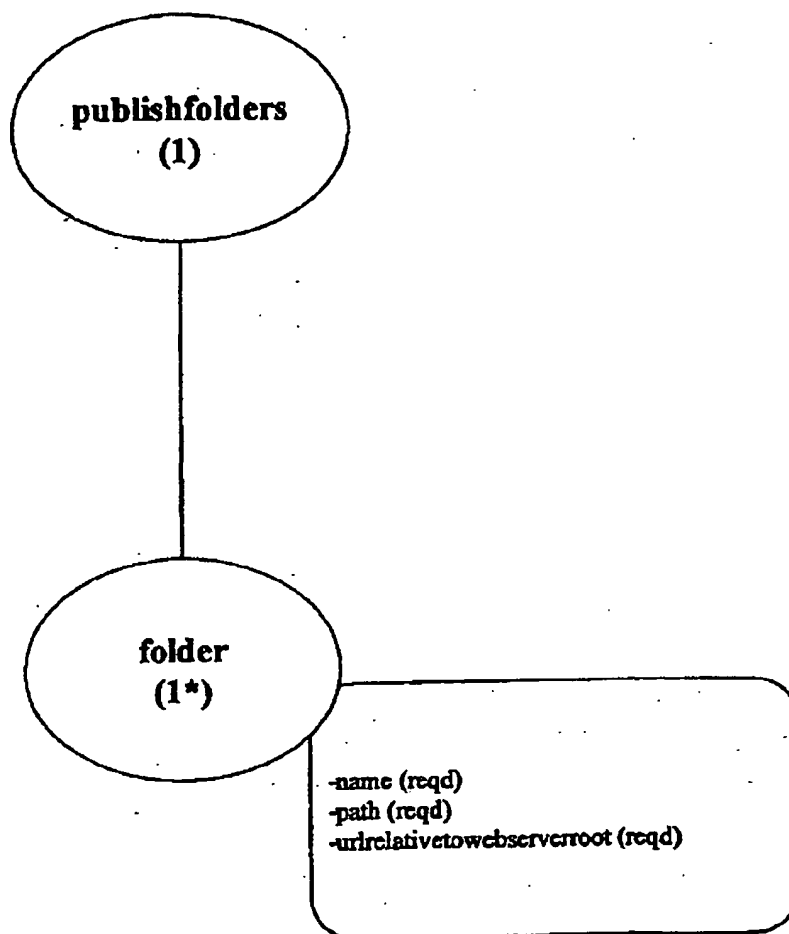 publishfolders
(1)
folder
(1*)
-name (reqd)
-path (reqd)
-urlrelativetowebserverroot (reqd)